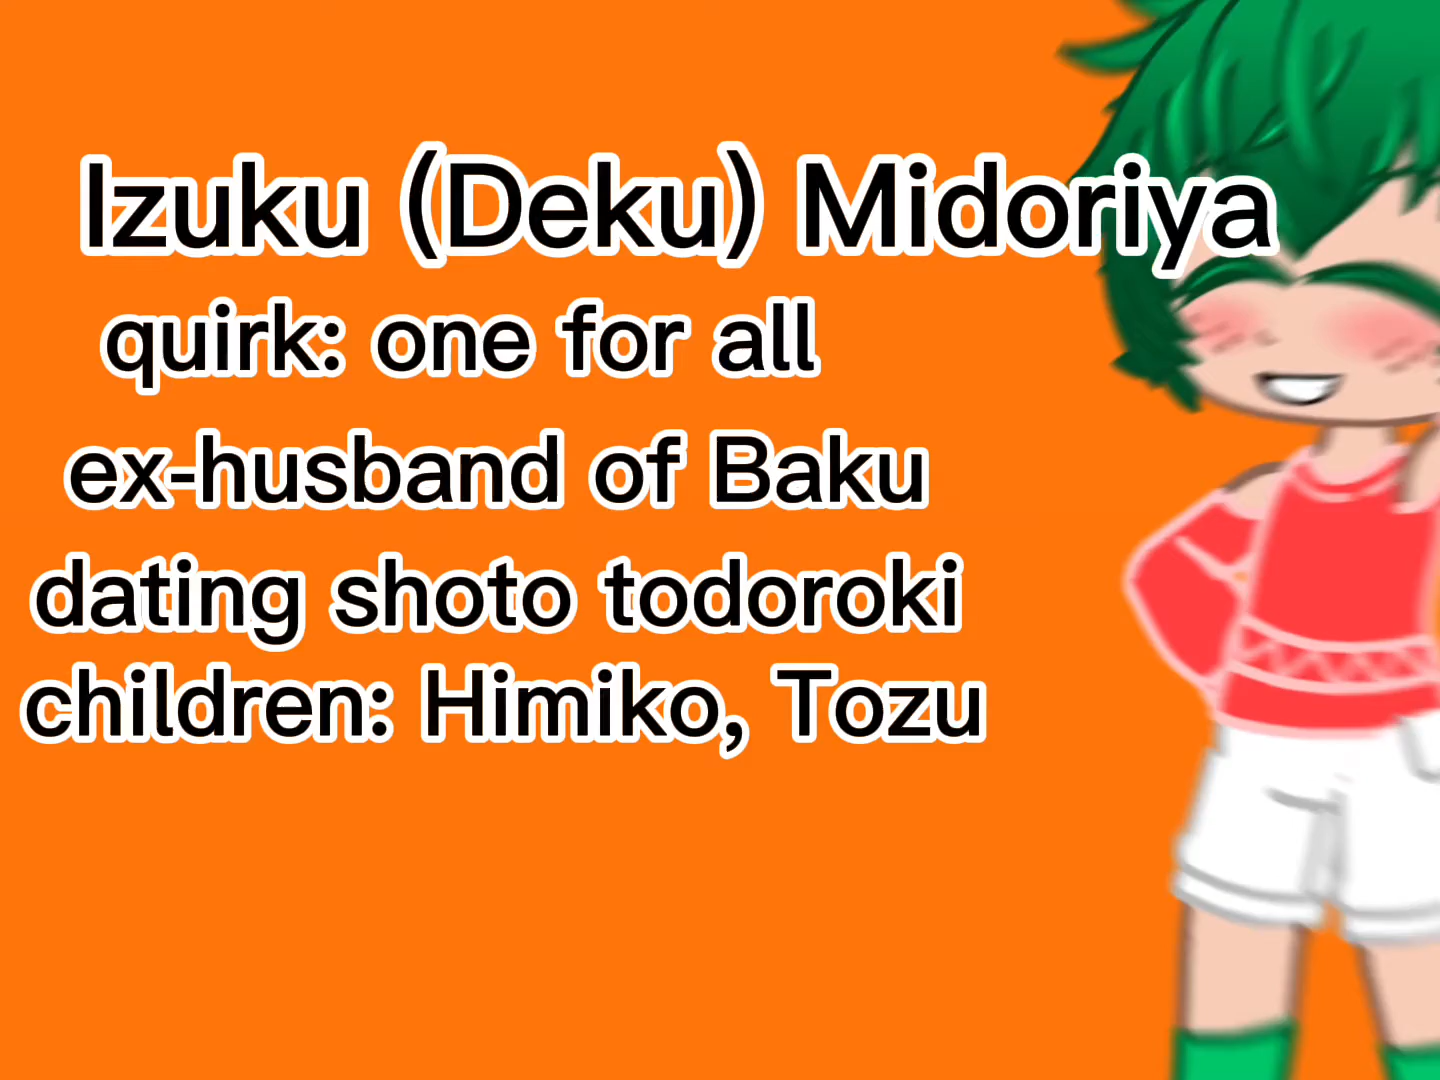 Izuku (Deku) Midoriya
quirk: one for all
ex-husband of Baku
dating shoto todoroki
children: Himiko, Tozu